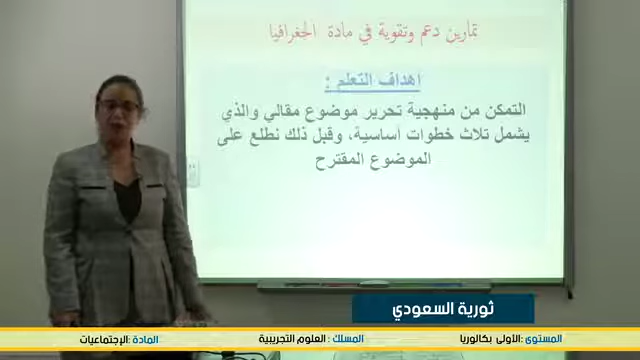 تمارين دعم وتقوية في مادة الجغرافيا
اهداف التعلم :
التمكن من منهجية تحرير موضوع مقالي والذي
يشمل تلاث خطوات أساسية، وقبل ذلك نطلع على
الموضوع المقترح
ثورية السعودي
المستوى :الأولى بكالوريا
المسلك : العلوم التجريبية
المادة :الإجتماعيات